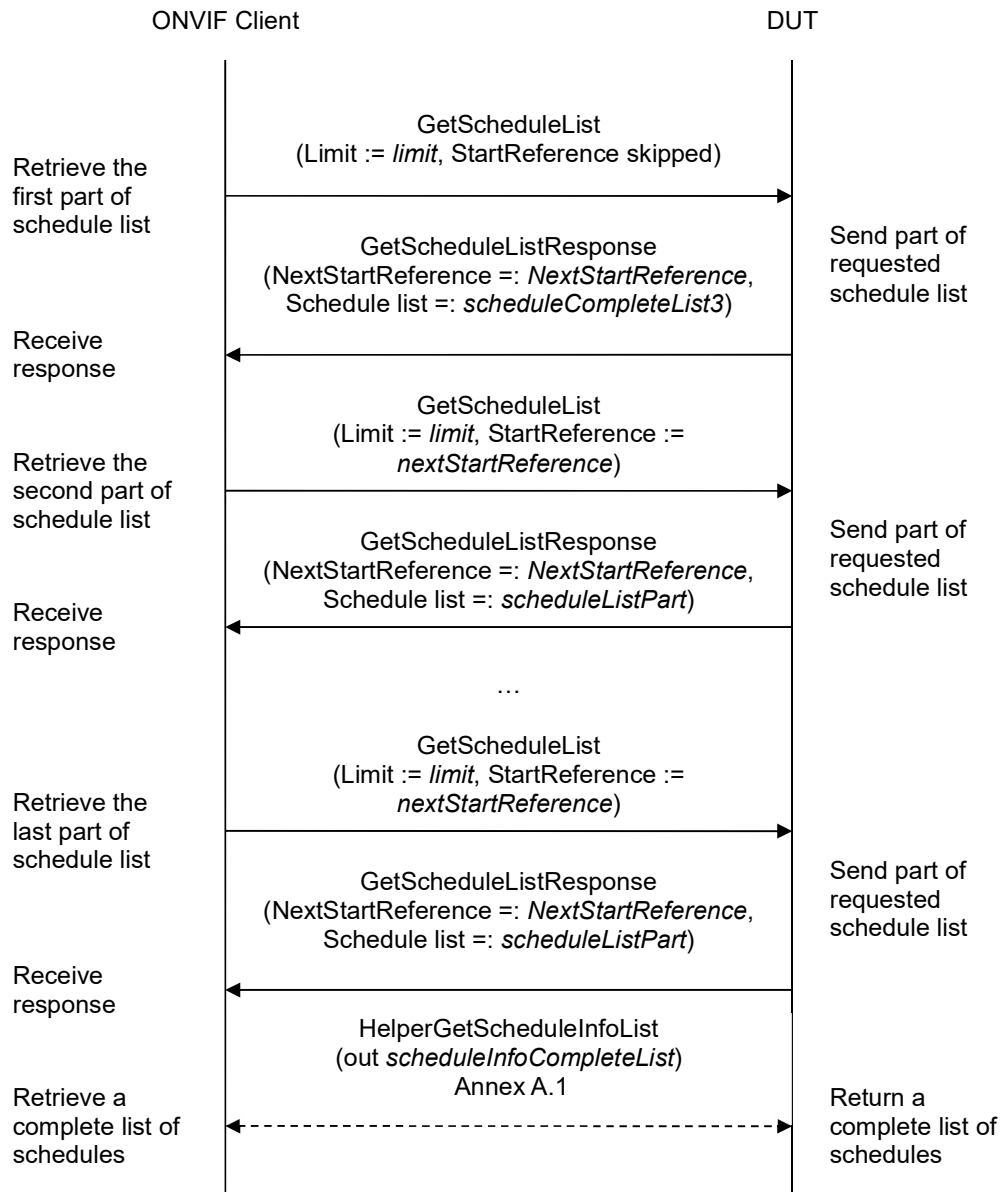 ONVIF Client
DUT
GetScheduleList
(Limit := limit, StartReference skipped)
Retrieve the
first part of
schedule list
GetScheduleListResponse
(NextStartReference =: NextStartReference,
Schedule list =: scheduleCompleteList3)
Send part of
requested
schedule list
Receive
response
GetScheduleList
(Limit := limit, StartReference :=
nextStartReference)
Retrieve the
second part of
schedule list
GetScheduleListResponse
(NextStartReference =: NextStartReference,
Schedule list =: scheduleListPart)
Send part of
requested
schedule list
Receive
response
…
GetScheduleList
(Limit := limit, StartReference :=
nextStartReference)
Retrieve the
last part of
schedule list
GetScheduleListResponse
(NextStartReference =: NextStartReference,
Schedule list =: scheduleListPart)
Send part of
requested
schedule list
Receive
response
HelperGetScheduleInfoList
(out scheduleInfoCompleteList)
Annex A.1
Retrieve a
complete list of
schedules
Return a
complete list of
schedules